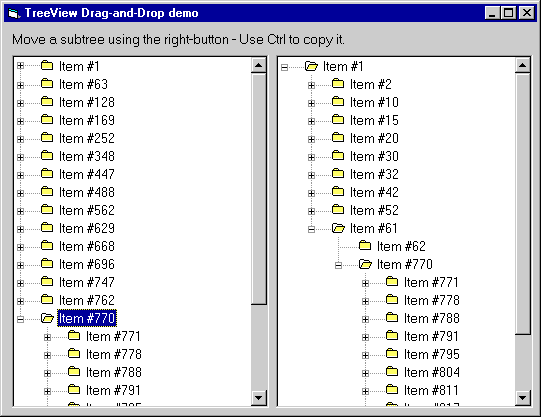 TreeView Drag-and-Drop demo
Move a subtree using the right-button - Use Ctrl to copy it.
Item #1
Item #63
Item #128
Item #169
Item #252
Item #348
Item #447
Item #488
Item #562
Item #629
Item #668
Item #696
Item #747
Item #762
Item #770
Item #771
Item #778
Item #788
Item #791
Item #795
Item #1
Item #2
Item #10
Item #15
Item #20
Item #30
Item #32
Item #42
Item #52
Item #61
Item #62
Item #770
Item #771
Item #778
Item #788
Item #791
Item #795
Item #804
Item #811
Item #817